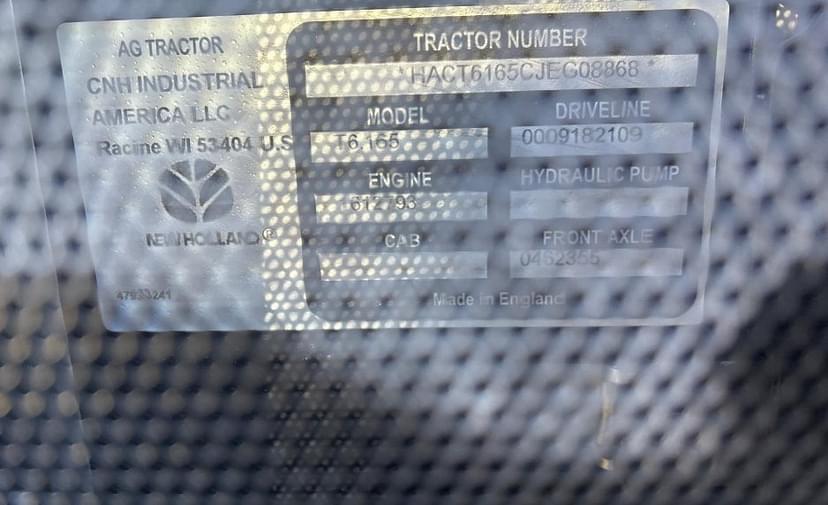 AG TRACTOR
CNH INDUSTRIAL
AMERICA LLC
Racine WI 53404 U.S
NEW HOLLAND®
47933241
TRACTOR NUMBER
*HACT6165CJEG08868*
MODEL
T6.165
DRIVELINE
0009182109
ENGINE
HYDRAULIC PUMP
CAB
FRONT AXLE
0462355
Made in England